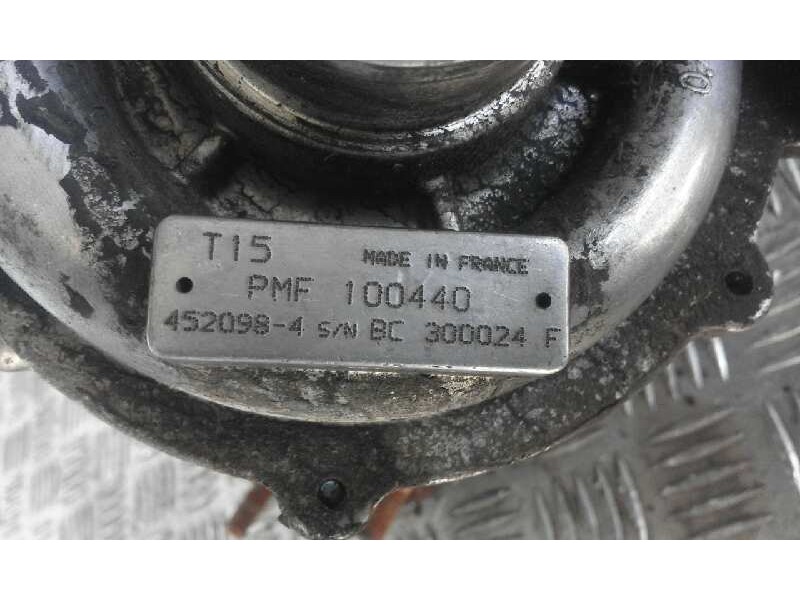 T15 MADE IN FRANCE
PMF 100440
452098-4 S/N BC 300024 F